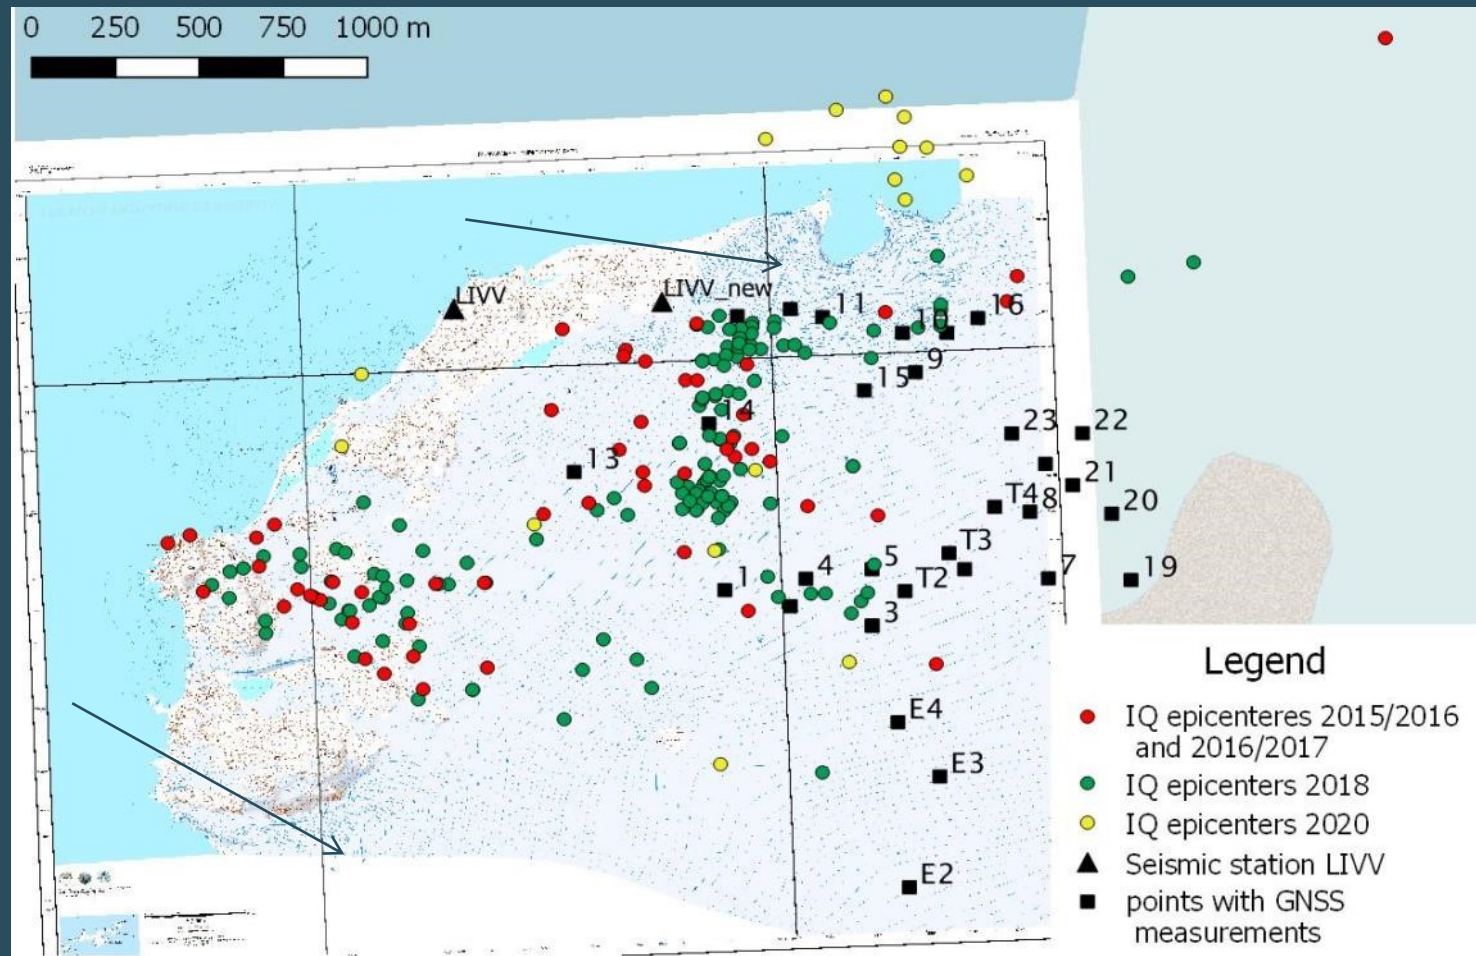 0 250 500 750 1000 m
LIVV
LIVV_new
11
16
10
9
15
14
13
23
22
21
T4
8
20
T3
5
4
1
T2
7
19
3
E4
E3
E2
Legend
IQ epicenteres 2015/2016
and 2016/2017
IQ epicenters 2018
IQ epicenters 2020
Seismic station LIVV
points with GNSS
measurements